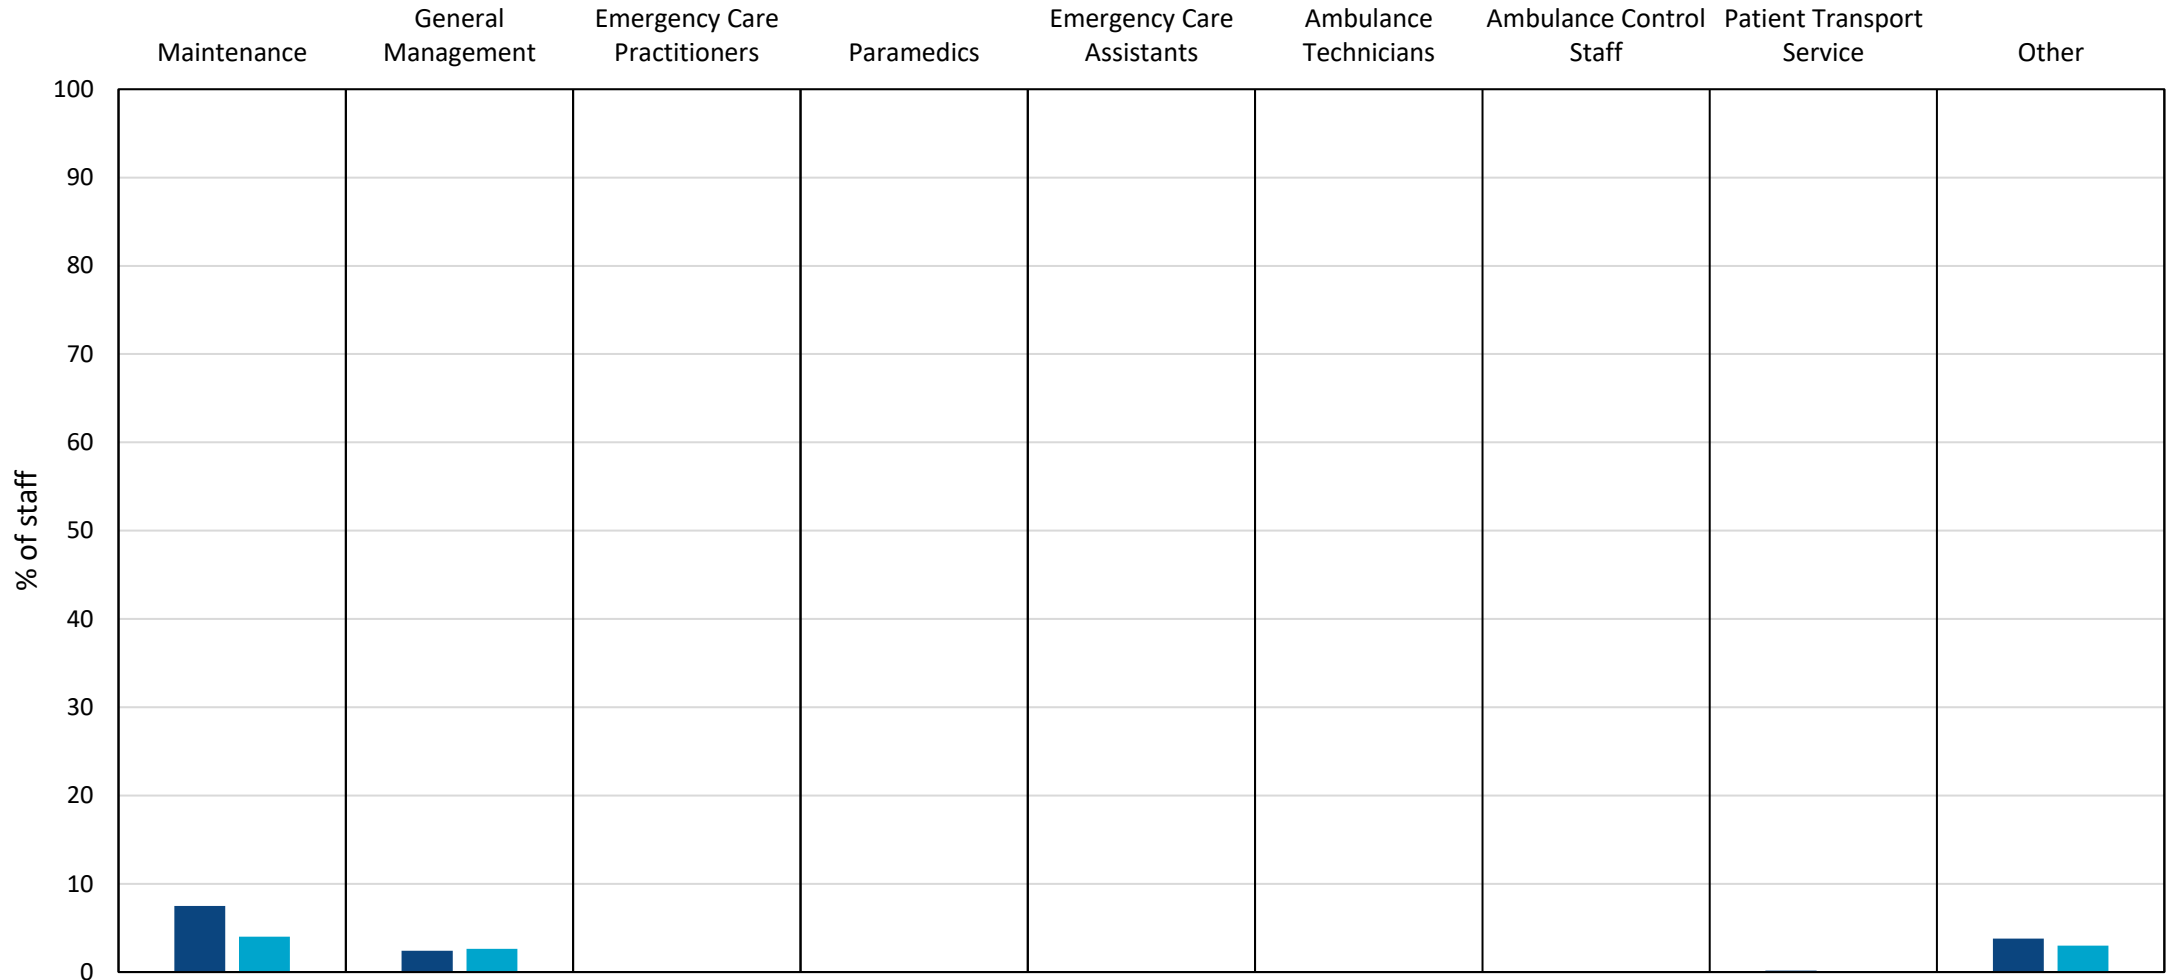 Maintenance
General
Management
Emergency Care
Practitioners
Paramedics
Emergency Care
Assistants
Ambulance
Technicians
Ambulance Control
Staff
Patient Transport
Service
Other
100
90
80
70
60
50
40
30
20
10
0
% of staff